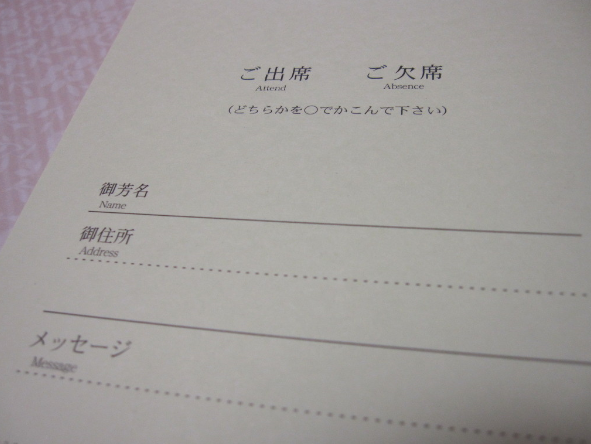 ご出席 ご欠席
Attend Absence
(どちらかを〇でかこんで下さい)
御芳名
Name
御住所
Address
メッセージ
Message